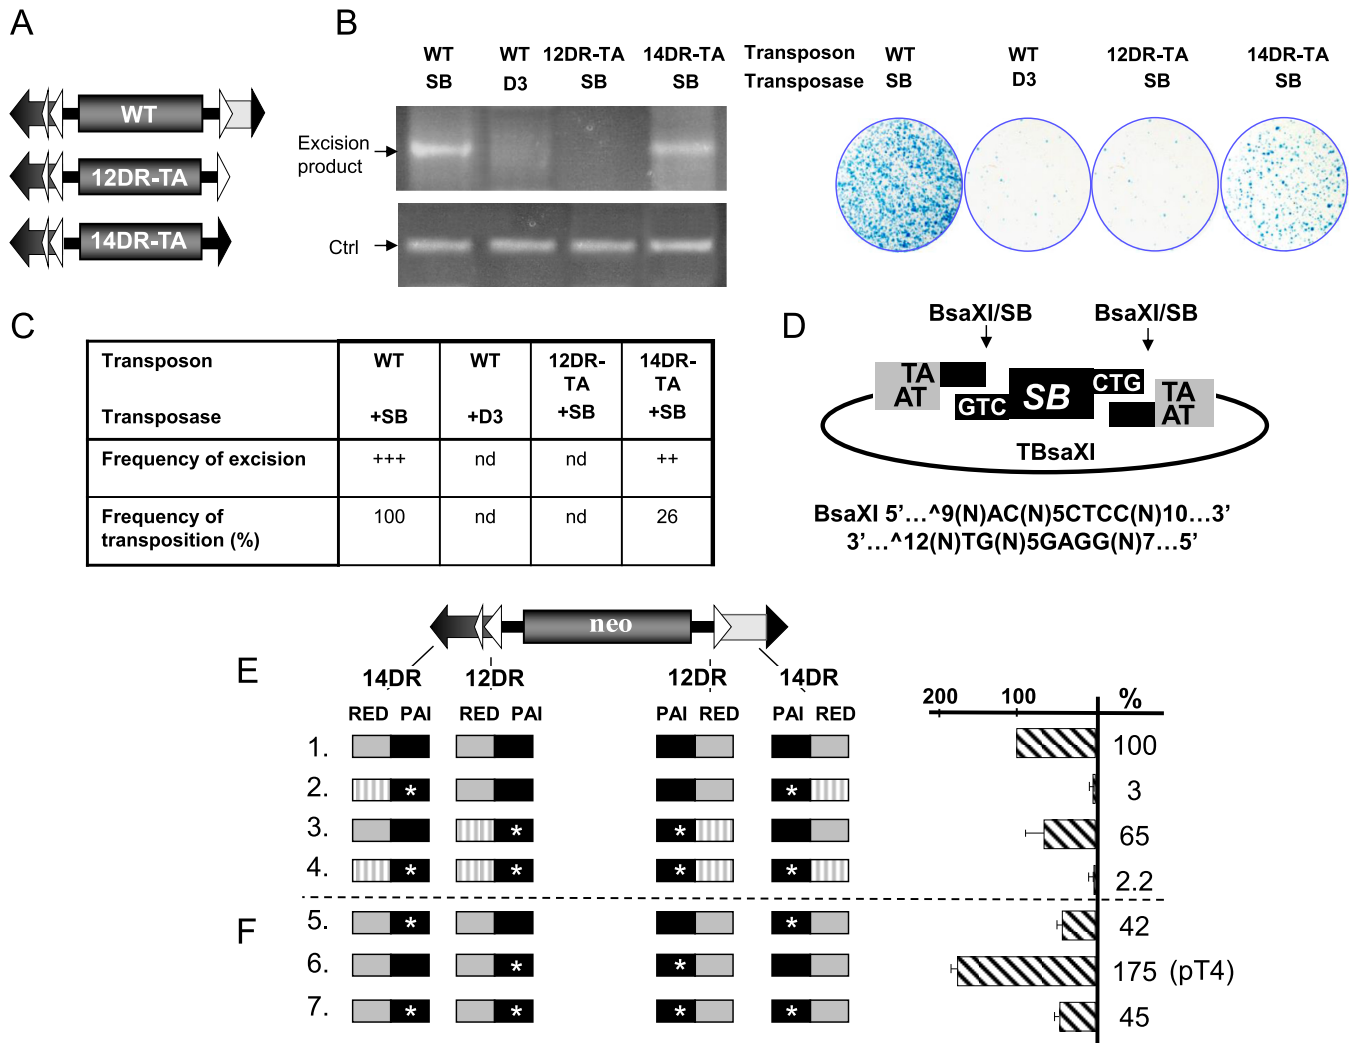 A
WT
12DR-TA
14DR-TA
B
WT WT 12DR-TA 14DR-TA
SB D3 SB SB
Excision
product
Ctrl
Transposon WT WT 12DR-TA 14DR-TA
Transposase SB D3 SB SB
C
Transposon WT WT 12DR- 14DR-
TA TA
Transposase +SB +D3 +SB +SB
Frequency of excision +++ nd nd ++
Frequency of
transposition (%) 100 nd nd 26
D
BsaXI/SB BsaXI/SB
TA CTG TA
AT GTC SB AT
TBsaXI
BsaXI 5’...^9(N)AC(N)5CTCC(N)10...3’
3’...^12(N)TG(N)5GAGG(N)7...5’
neo
E
14DR 12DR 12DR 14DR
RED PAI RED PAI PAI RED PAI RED
200 100 %
1. 100
2. * * 3
3. * * 65
4. * * * * 2.2
F
5. * * 42
6. * * 175 (pT4)
7. * * * * 45